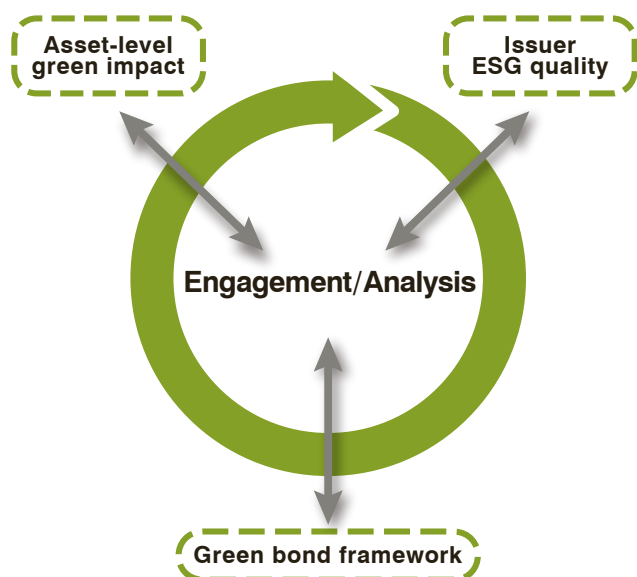 Asset-level
green impact
Issuer
ESG quality
Engagement/Analysis
Green bond framework